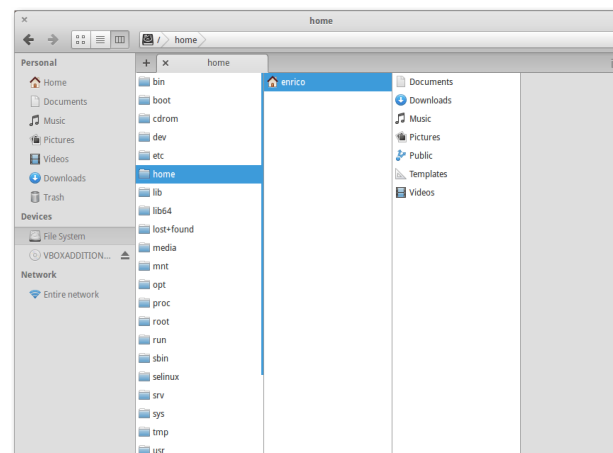 home
/ home
Personal
Home
Documents
Music
Pictures
Videos
Downloads
Trash
Devices
File System
VBOXADDITION...
Network
Entire network
home
bin
boot
cdrom
dev
etc
home
lib
lib64
lost+found
media
mnt
opt
proc
root
run
sbin
selinux
srv
sys
tmp
usr
enrico
Documents
Downloads
Music
Pictures
Public
Templates
Videos